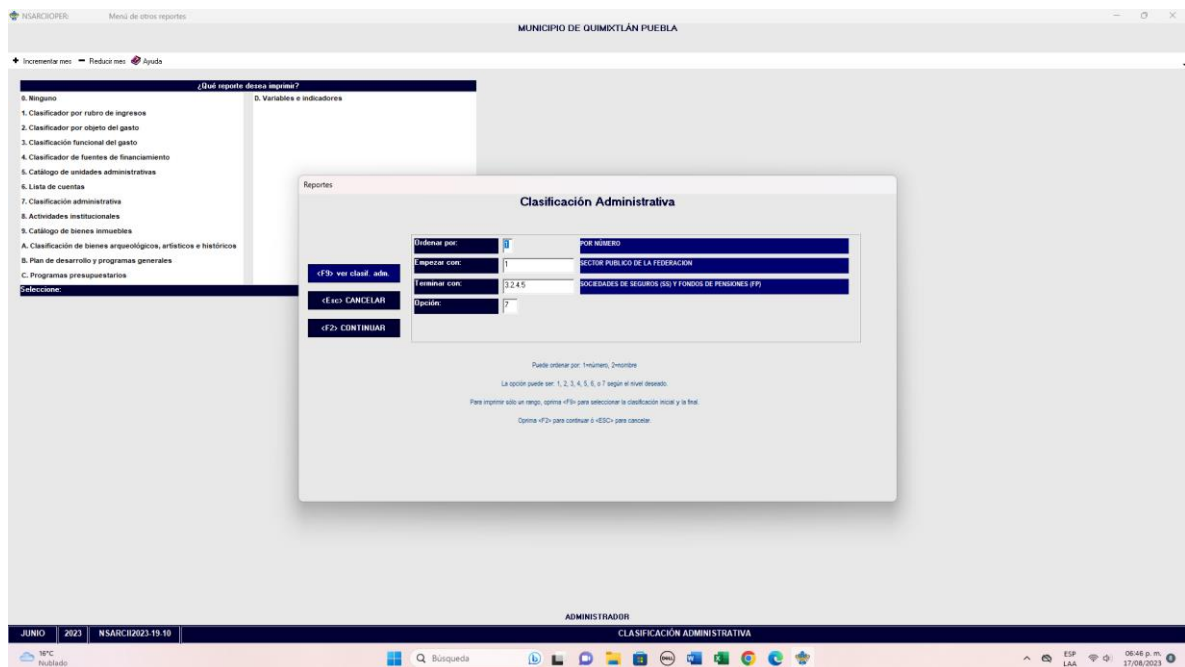 NSARCIIOPER: Menú de otros reportes
MUNICIPIO DE QUIMIXTLÁN PUEBLA
Incrementar mes Reducir mes Ayuda
¿Qué reporte desea imprimir?
0. Ninguno
1. Clasificador por rubro de ingresos
2. Clasificador por objeto del gasto
3. Clasificación funcional del gasto
4. Clasificador de fuentes de financiamiento
5. Catálogo de unidades administrativas
6. Lista de cuentas
7. Clasificación administrativa
8. Actividades institucionales
9. Catálogo de bienes inmuebles
A. Clasificación de bienes arqueológicos, artísticos e históricos
B. Plan de desarrollo y programas generales
C. Programas presupuestarios
D. Variables e indicadores
Seleccione:
Reportes
Clasificación Administrativa
Ordenar por: 1 POR NÚMERO
Empezar con: 1 SECTOR PUBLICO DE LA FEDERACION
Terminar con: 3.2.4.5 SOCIEDADES DE SEGUROS (SS) Y FONDOS DE PENSIONES (FP)
Opción: 7
<F9> ver clasif. adm.
<Esc> CANCELAR
<F2> CONTINUAR
Puede ordenar por: 1=número, 2=nombre
La opción puede ser: 1, 2, 3, 4, 5, 6, o 7 según el nivel deseado.
Para imprimir sólo un rango, oprima <F9> para seleccionar la clasificación inicial y la final.
Oprima <F2> para continuar ó <ESC> para cancelar.
ADMINISTRADOR
JUNIO 2023 NSARCII2023-19-10 CLASIFICACIÓN ADMINISTRATIVA
16°C
Nublado
Búsqueda
DELL
ESP
LAA
06:46 p. m.
17/08/2023